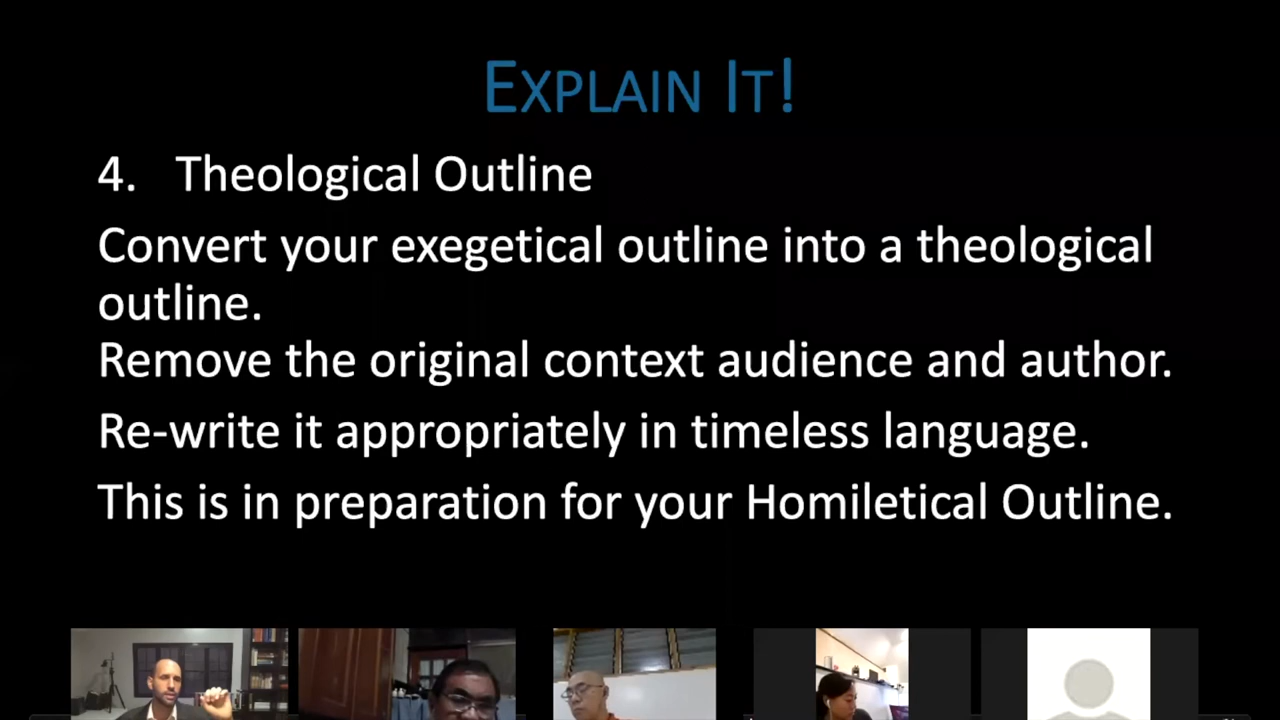 EXPLAIN IT!
4. Theological Outline
Convert your exegetical outline into a theological
outline.
Remove the original context audience and author.
Re-write it appropriately in timeless language.
This is in preparation for your Homiletical Outline.